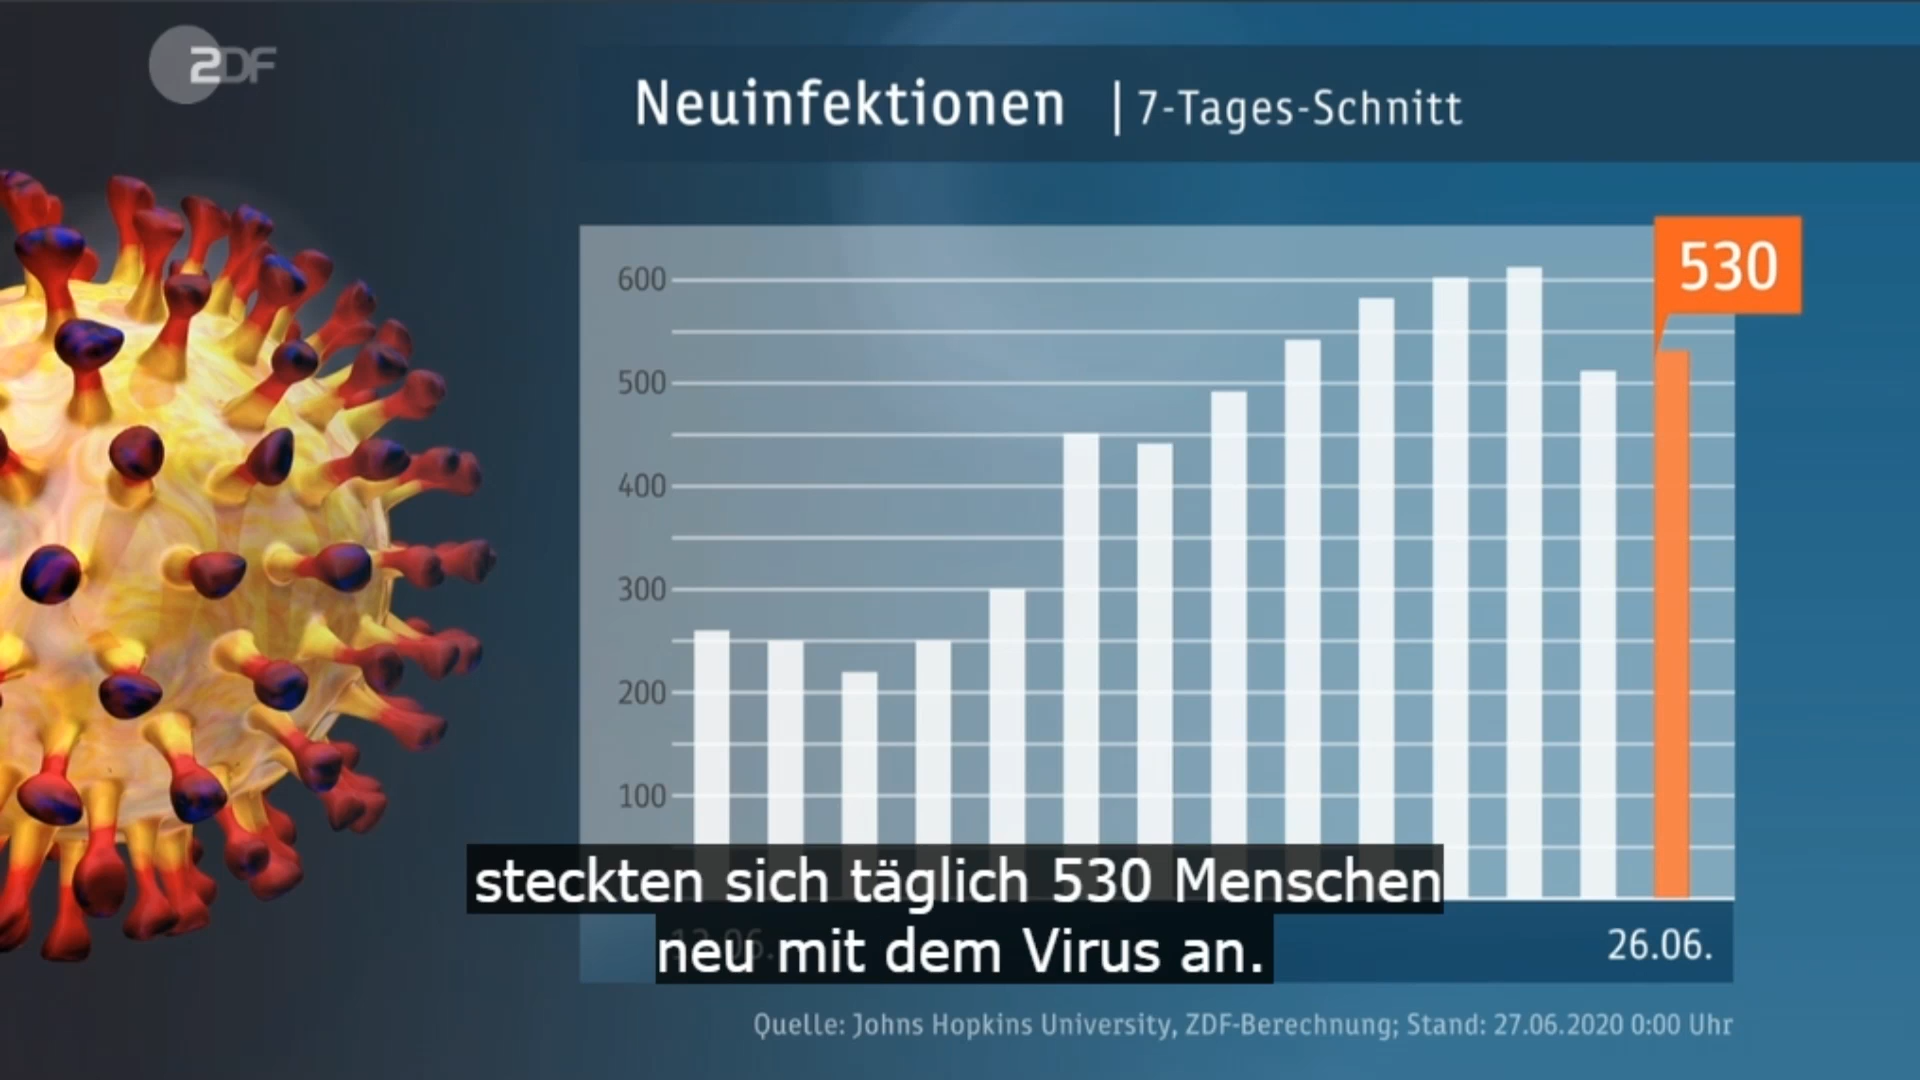 ZDF
Neuinfektionen | 7-Tages-Schnitt
530
600
500
400
300
200
100
steckten sich täglich 530 Menschen
neu mit dem Virus an.
26.06.
Quelle: Johns Hopkins University, ZDF-Berechnung; Stand: 27.06.2020 0:00 Uhr